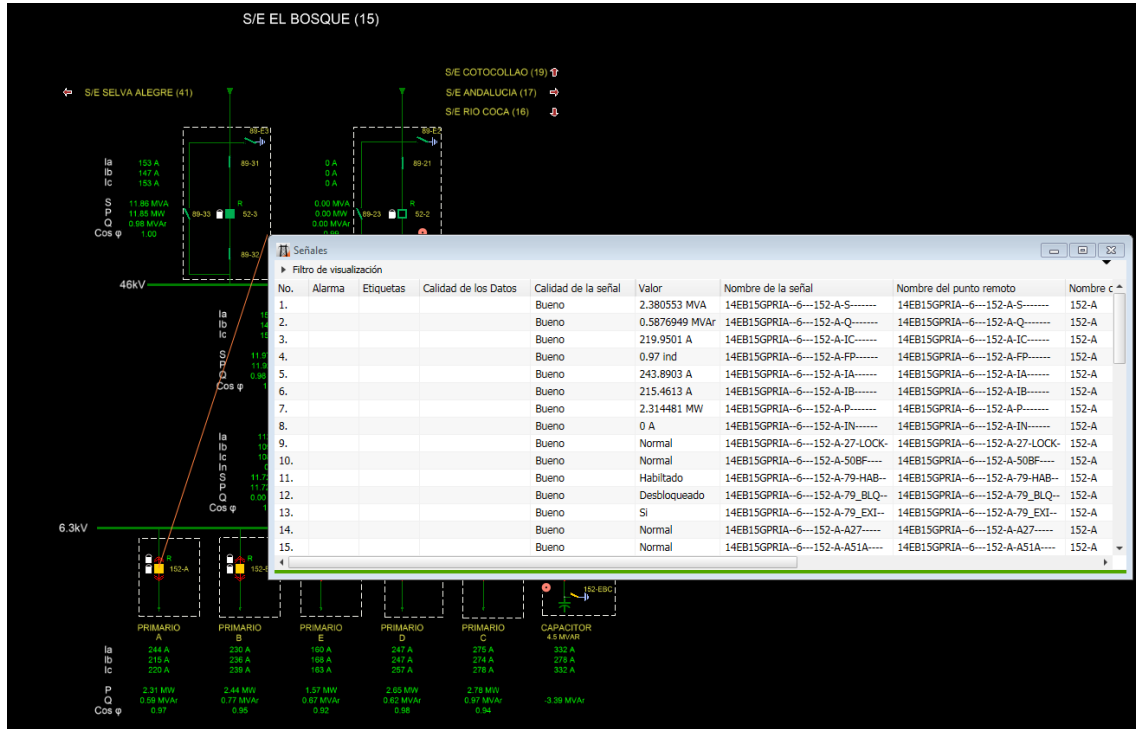 S/E EL BOSQUE (15)
S/E COTOCOLLAO (19)
S/E SELVA ALEGRE (41)
S/E ANDALUCIA (17)
S/E RIO COCA (16)
89-E3
89-E2
Ia 153 A
Ib 147 A
Ic 153 A
S 11.86 MVA
P 11.85 MW
Q 0.98 MVAr
Cos φ 1.00
89-31
89-33
R
52-3
89-32
0 A
0 A
0 A
0.00 MVA
0.00 MW
0.00 MVAr
89-21
89-23
R
52-2
46kV
Ia
Ib
Ic
S
P
Q
Cos φ
Ia
Ib
Ic
In
S
P
Q
Cos φ
Señales
Filtro de visualización
No. Alarma Etiquetas Calidad de los Datos Calidad de la señal Valor Nombre de la señal Nombre del punto remoto Nombre
1. Bueno 2.380553 MVA 14EB15GPRIA--6---152-A-S------- 14EB15GPRIA--6---152-A-S------- 152-A
2. Bueno 0.5876949 MVAr 14EB15GPRIA--6---152-A-Q------- 14EB15GPRIA--6---152-A-Q------- 152-A
3. Bueno 219.9501 A 14EB15GPRIA--6---152-A-IC------ 14EB15GPRIA--6---152-A-IC------ 152-A
4. Bueno 0.97 ind 14EB15GPRIA--6---152-A-FP------ 14EB15GPRIA--6---152-A-FP------ 152-A
5. Bueno 243.8903 A 14EB15GPRIA--6---152-A-IA------ 14EB15GPRIA--6---152-A-IA------ 152-A
6. Bueno 215.4613 A 14EB15GPRIA--6---152-A-IB------ 14EB15GPRIA--6---152-A-IB------ 152-A
7. Bueno 2.314481 MW 14EB15GPRIA--6---152-A-P------- 14EB15GPRIA--6---152-A-P------- 152-A
8. Bueno 0 A 14EB15GPRIA--6---152-A-IN------ 14EB15GPRIA--6---152-A-IN------ 152-A
9. Bueno Normal 14EB15GPRIA--6---152-A-27-LOCK- 14EB15GPRIA--6---152-A-27-LOCK- 152-A
10. Bueno Normal 14EB15GPRIA--6---152-A-50BF---- 14EB15GPRIA--6---152-A-50BF---- 152-A
11. Bueno Habiltado 14EB15GPRIA--6---152-A-79-HAB-- 14EB15GPRIA--6---152-A-79-HAB-- 152-A
12. Bueno Desbloqueado 14EB15GPRIA--6---152-A-79_BLQ-- 14EB15GPRIA--6---152-A-79_BLQ-- 152-A
13. Bueno Si 14EB15GPRIA--6---152-A-79_EXI-- 14EB15GPRIA--6---152-A-79_EXI-- 152-A
14. Bueno Normal 14EB15GPRIA--6---152-A-A27----- 14EB15GPRIA--6---152-A-A27----- 152-A
15. Bueno Normal 14EB15GPRIA--6---152-A-A51A---- 14EB15GPRIA--6---152-A-A51A---- 152-A
6.3kV
R
152-A
R
152-EBC
PRIMARIO PRIMARIO PRIMARIO PRIMARIO PRIMARIO CAPACITOR
A B E D C 4.5 MVAR
Ia 244 A 230 A 160 A 247 A 275 A 332 A
Ib 215 A 236 A 168 A 247 A 274 A 278 A
Ic 220 A 239 A 163 A 257 A 278 A 332 A
P 2.31 MW 2.44 MW 1.57 MW 2.65 MW 2.78 MW
Q 0.59 MVAr 0.77 MVAr 0.67 MVAr 0.62 MVAr 0.97 MVAr -3.39 MVAr
Cos φ 0.97 0.95 0.92 0.98 0.94